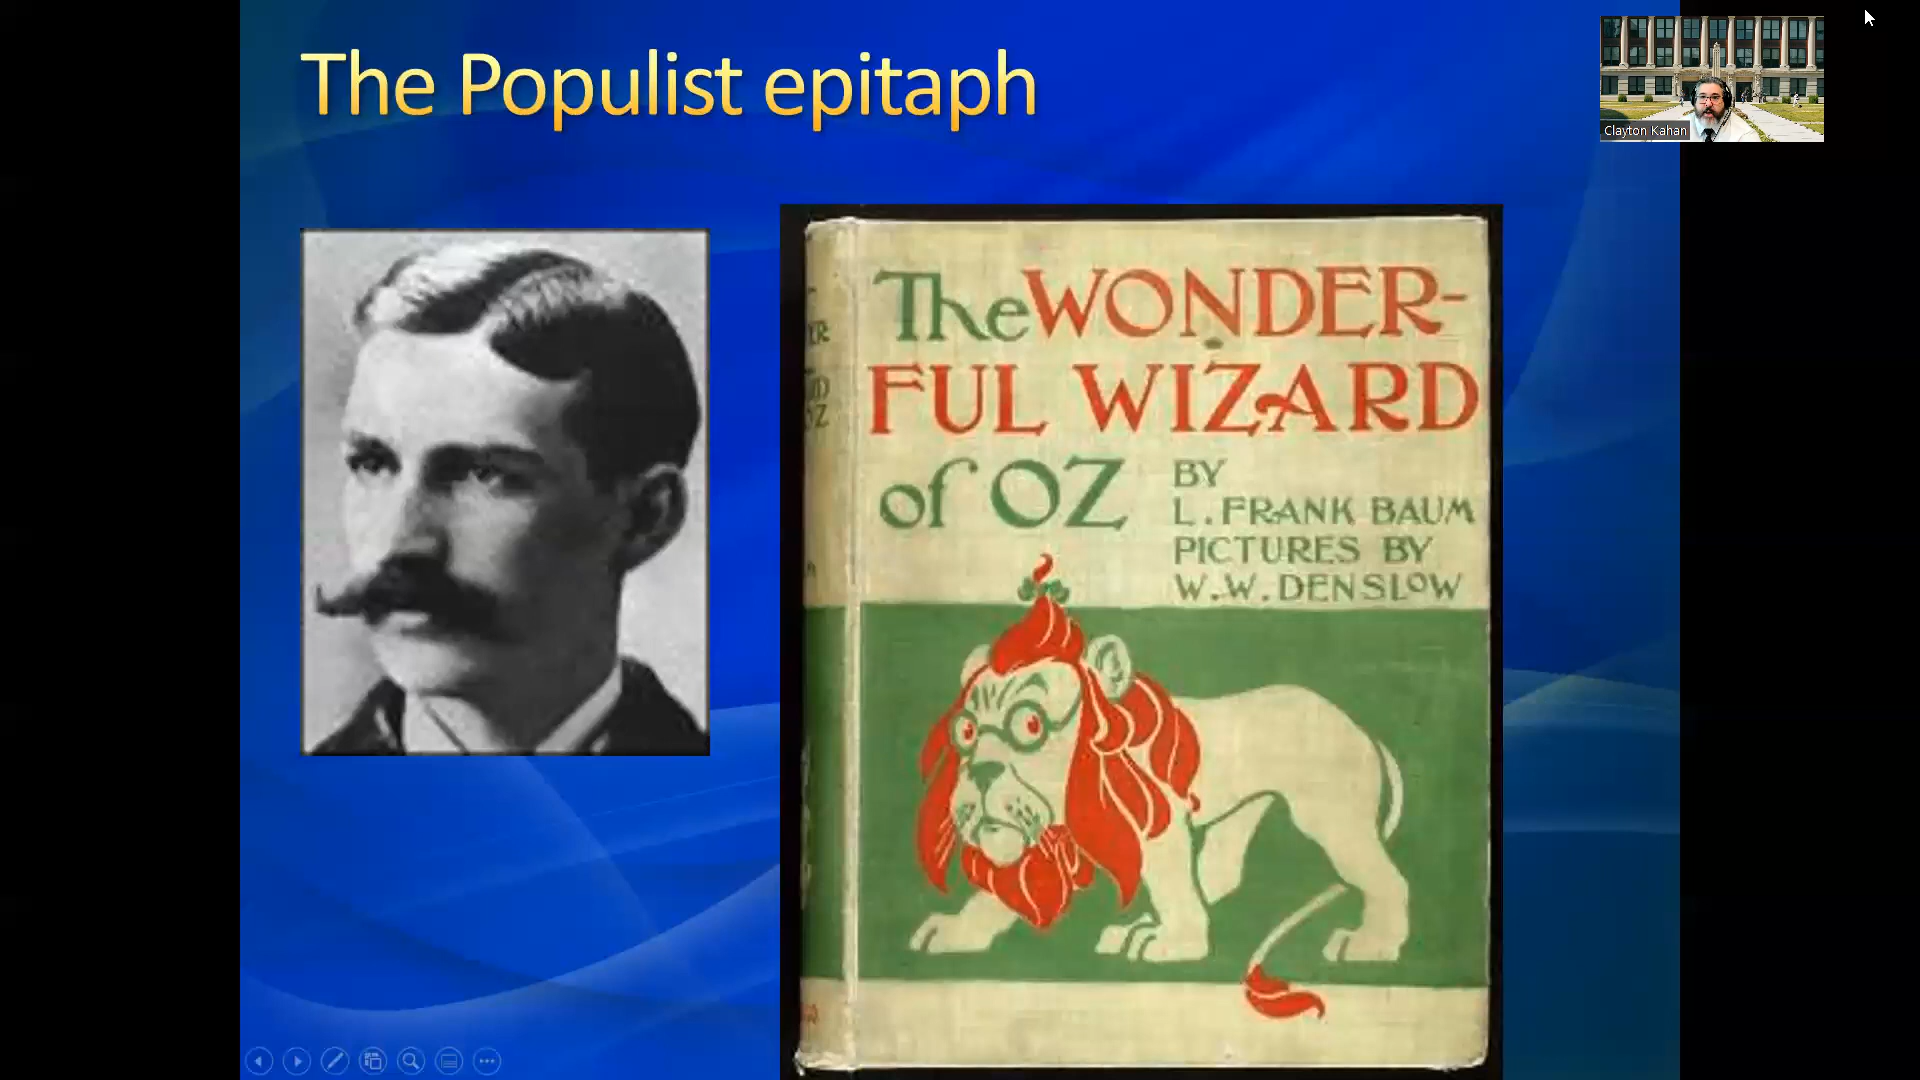 The Populist epitaph
Clayton Kahan
The WONDER-
FUL WIZARD
of OZ
BY
L. FRANK BAUM
PICTURES BY
W. W. DENSLOW